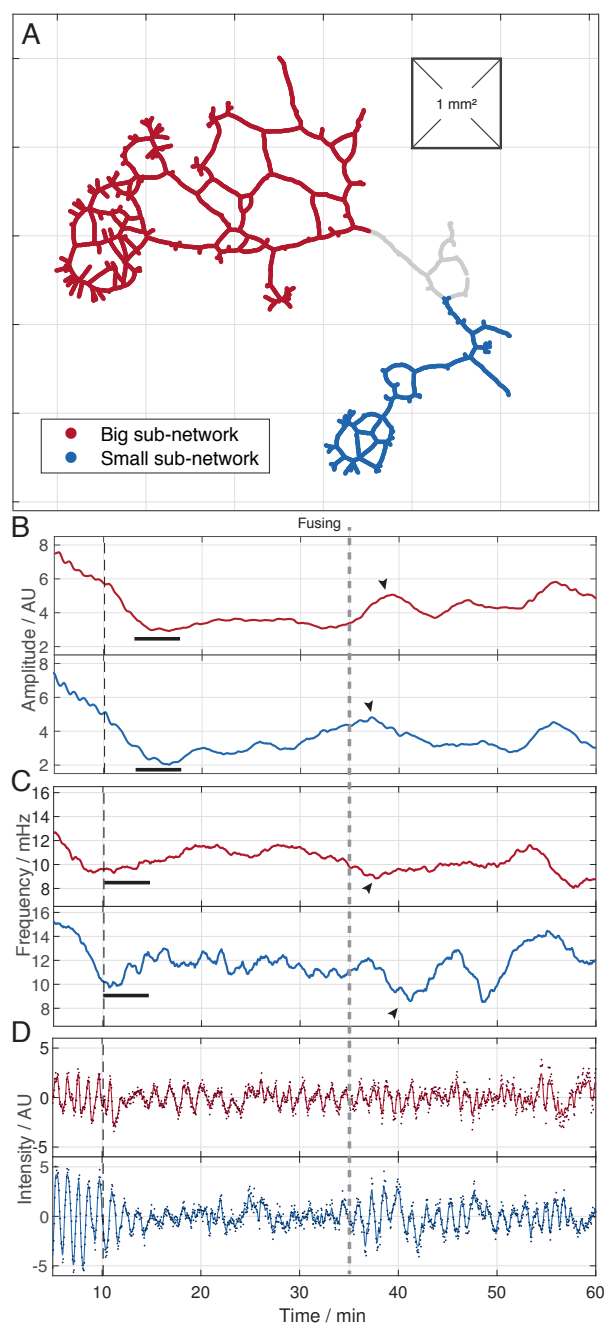 A
1 mm²
Big sub-network
Small sub-network
Fusing
B
8
6
4
2
8
6
4
2
Amplitude / AU
C
16
14
12
10
8
16
14
12
10
8
Frequency / mHz
D
5
0
-5
5
0
-5
Intensity / AU
10 20 30 40 50 60
Time / min